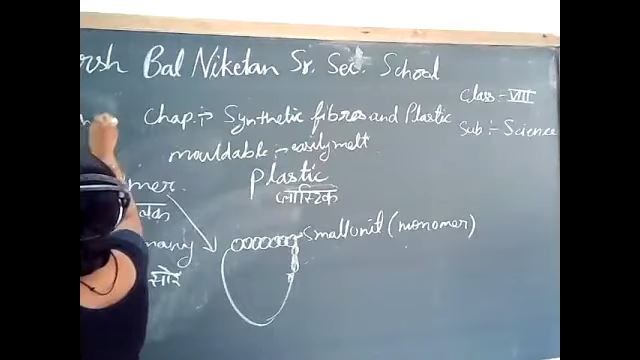 Bal Niketan Sr. Sec. School
Class :- VIII
Chap :- Synthetic fibres and Plastic
Sub :- Science
mouldable :- easily melt
Plastic
प्लास्टिक
mer.
small unit (monomer)
many